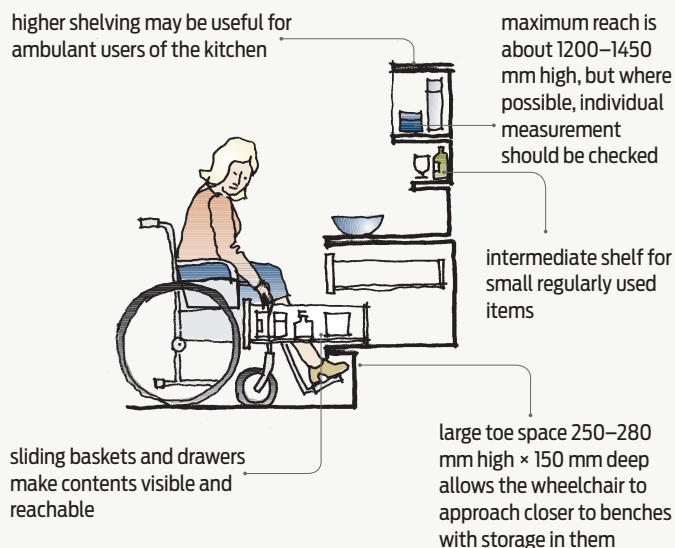 higher shelving may be useful for
ambulant users of the kitchen
maximum reach is
about 1200–1450
mm high, but where
possible, individual
measurement
should be checked
intermediate shelf for
small regularly used
items
sliding baskets and drawers
make contents visible and
reachable
large toe space 250–280
mm high × 150 mm deep
allows the wheelchair to
approach closer to benches
with storage in them